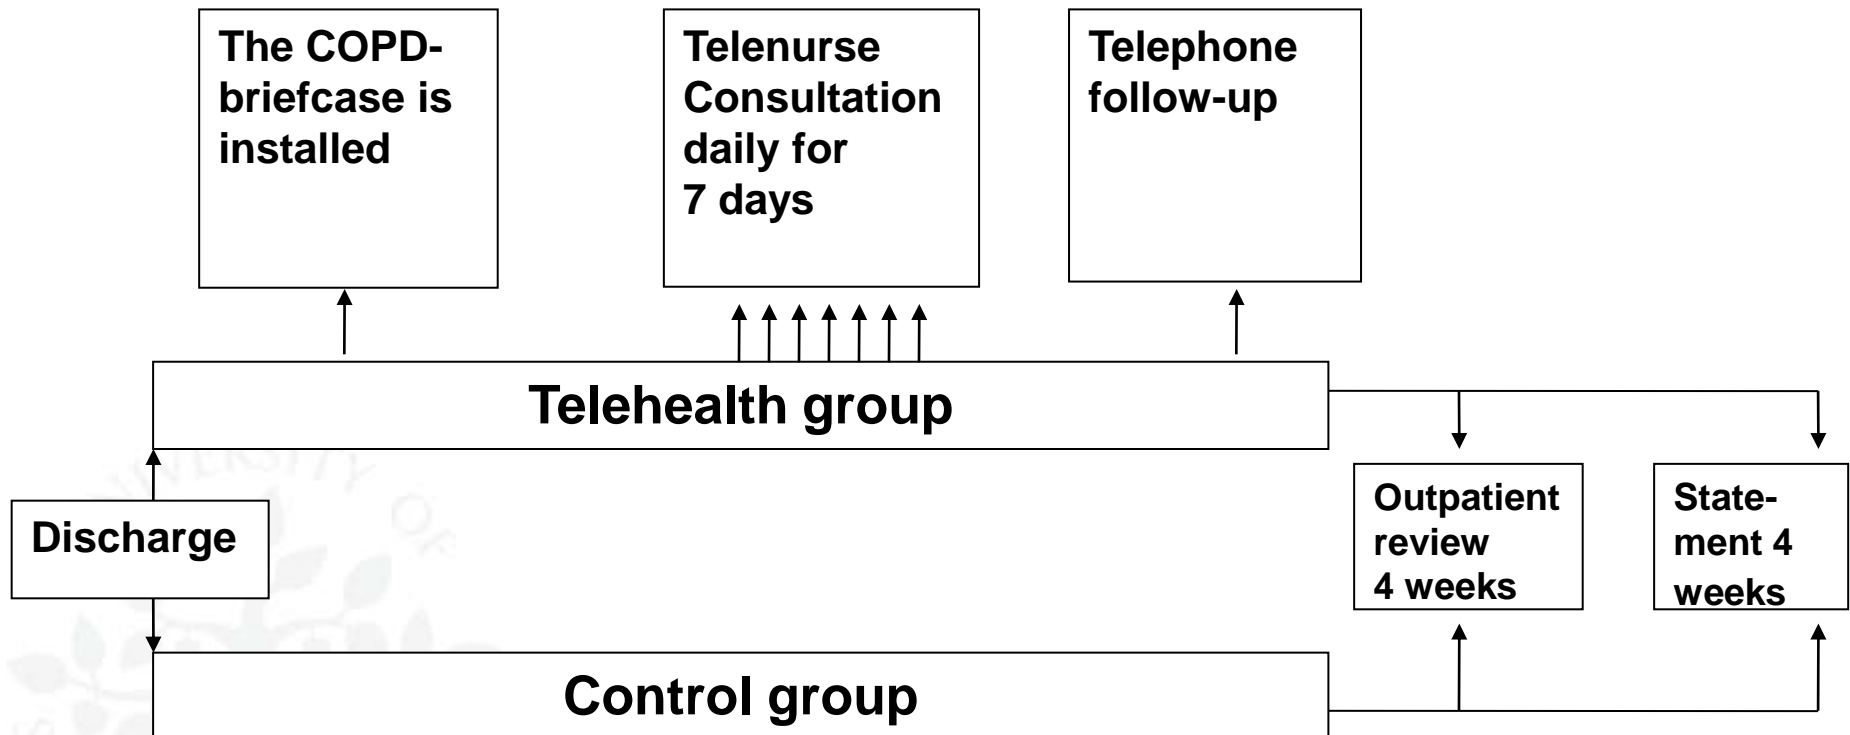 The COPD-
briefcase is
installed
Telenurse
Consultation
daily for
7 days
Telephone
follow-up
Telehealth group
Discharge
Outpatient
review
4 weeks
State-
ment 4
weeks
Control group